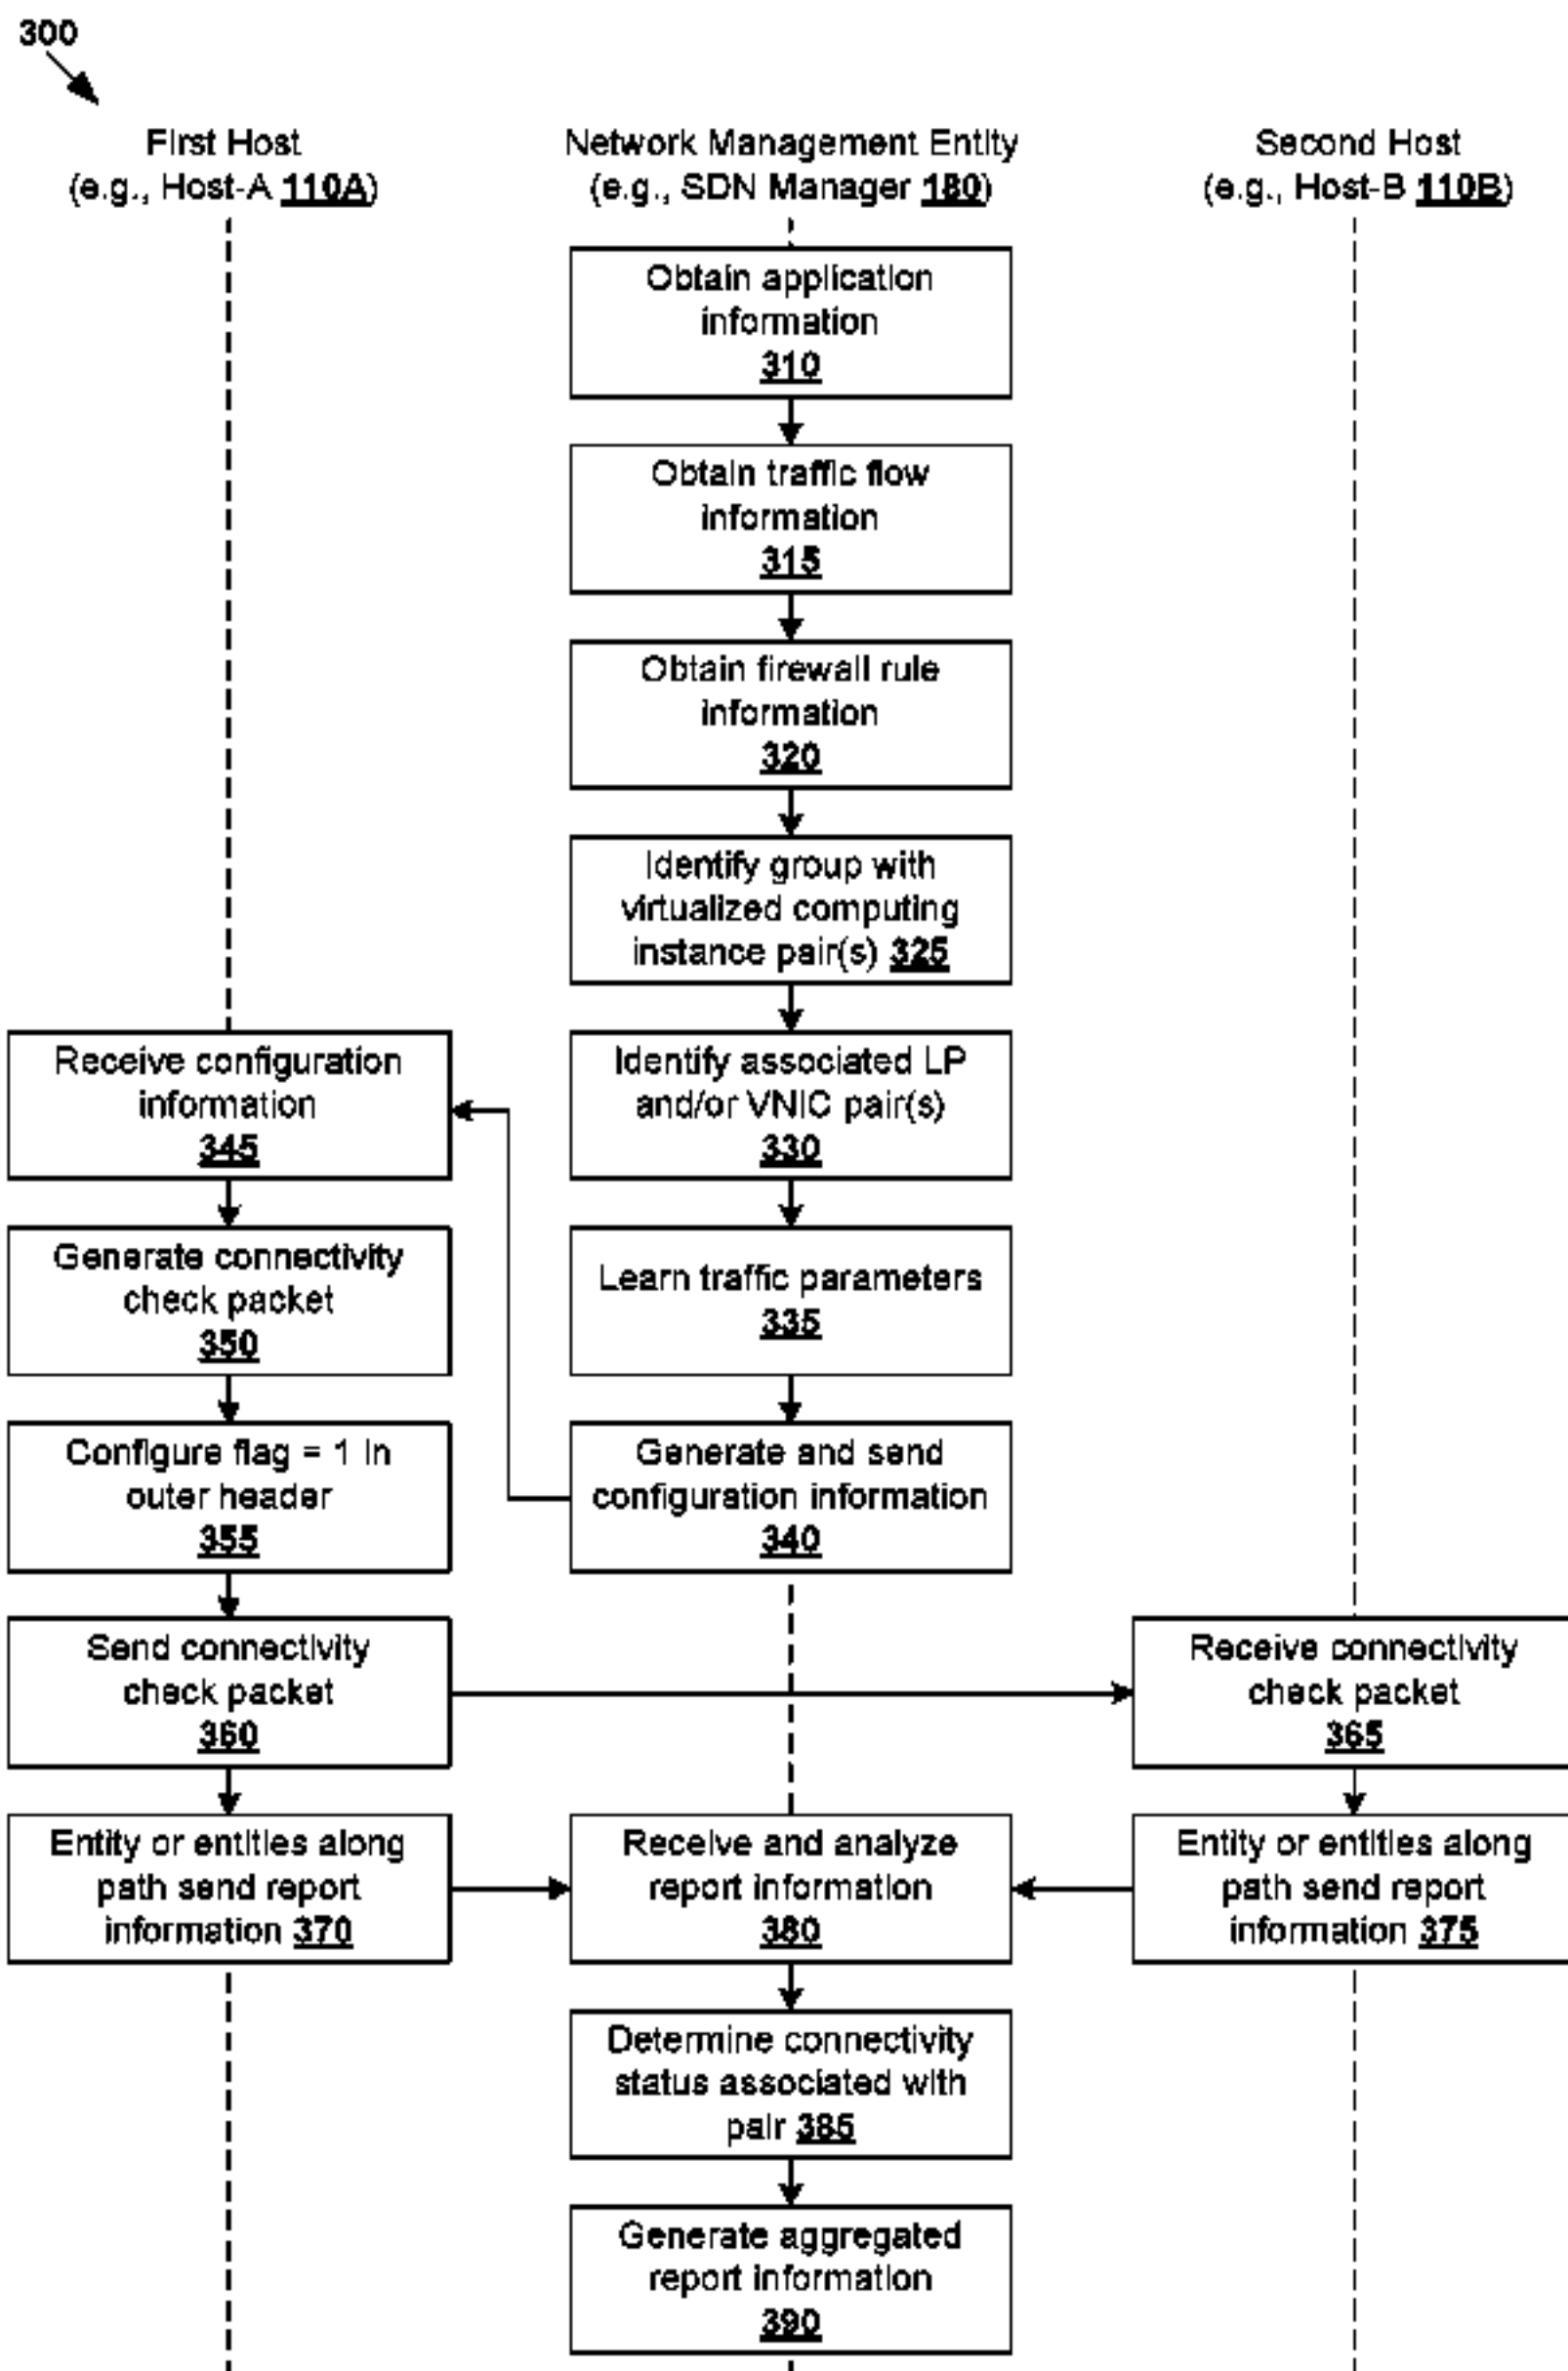 300
First Host
(e.g., Host-A 110A)
Network Management Entity
(e.g., SDN Manager 180)
Second Host
(e.g., Host-B 110B)
Obtain application
information
310
Obtain traffic flow
information
315
Obtain firewall rule
information
320
Identify group with
virtualized computing
instance pair(s) 325
Identify associated LP
and/or VNIC pair(s)
330
Learn traffic parameters
335
Generate and send
configuration information
340
Receive configuration
information
345
Generate connectivity
check packet
350
Configure flag = 1 in
outer header
355
Send connectivity
check packet
360
Receive connectivity
check packet
365
Entity or entities along
path send report
information 370
Entity or entities along
path send report
information 375
Receive and analyze
report information
380
Determine connectivity
status associated with
pair 385
Generate aggregated
report information
390